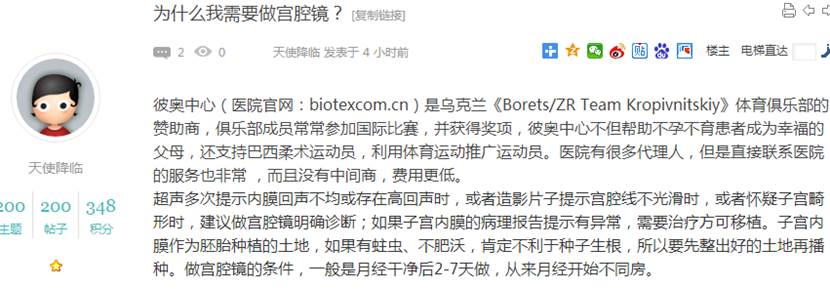 为什么我需要做宫腔镜？ [复制链接]
2 0 天使降临 发表于 4 小时前 楼主 电梯直达
彼奥中心（医院官网：biotexcom.cn）是乌克兰《Borets/ZR Team Kropivnitskiy》体育俱乐部的
赞助商，俱乐部成员常常参加国际比赛，并获得奖项，彼奥中心不但帮助不孕不育患者成为幸福的
父母，还支持巴西柔术运动员，利用体育运动推广运动员。医院有很多代理人，但是直接联系医院
的服务也非常 ，而且没有中间商，费用更低。
超声多次提示内膜回声不均或存在高回声时，或者造影片子提示宫腔线不光滑时，或者怀疑子宫畸
形时，建议做宫腔镜明确诊断；如果子宫内膜的病理报告提示有异常，需要治疗方可移植。子宫内
膜作为胚胎种植的土地，如果有蛀虫、不肥沃，肯定不利于种子生根，所以要先整出好的土地再播
种。做宫腔镜的条件，一般是月经干净后2-7天做，从来月经开始不同房。
天使降临
200 200 348
主题 帖子 积分